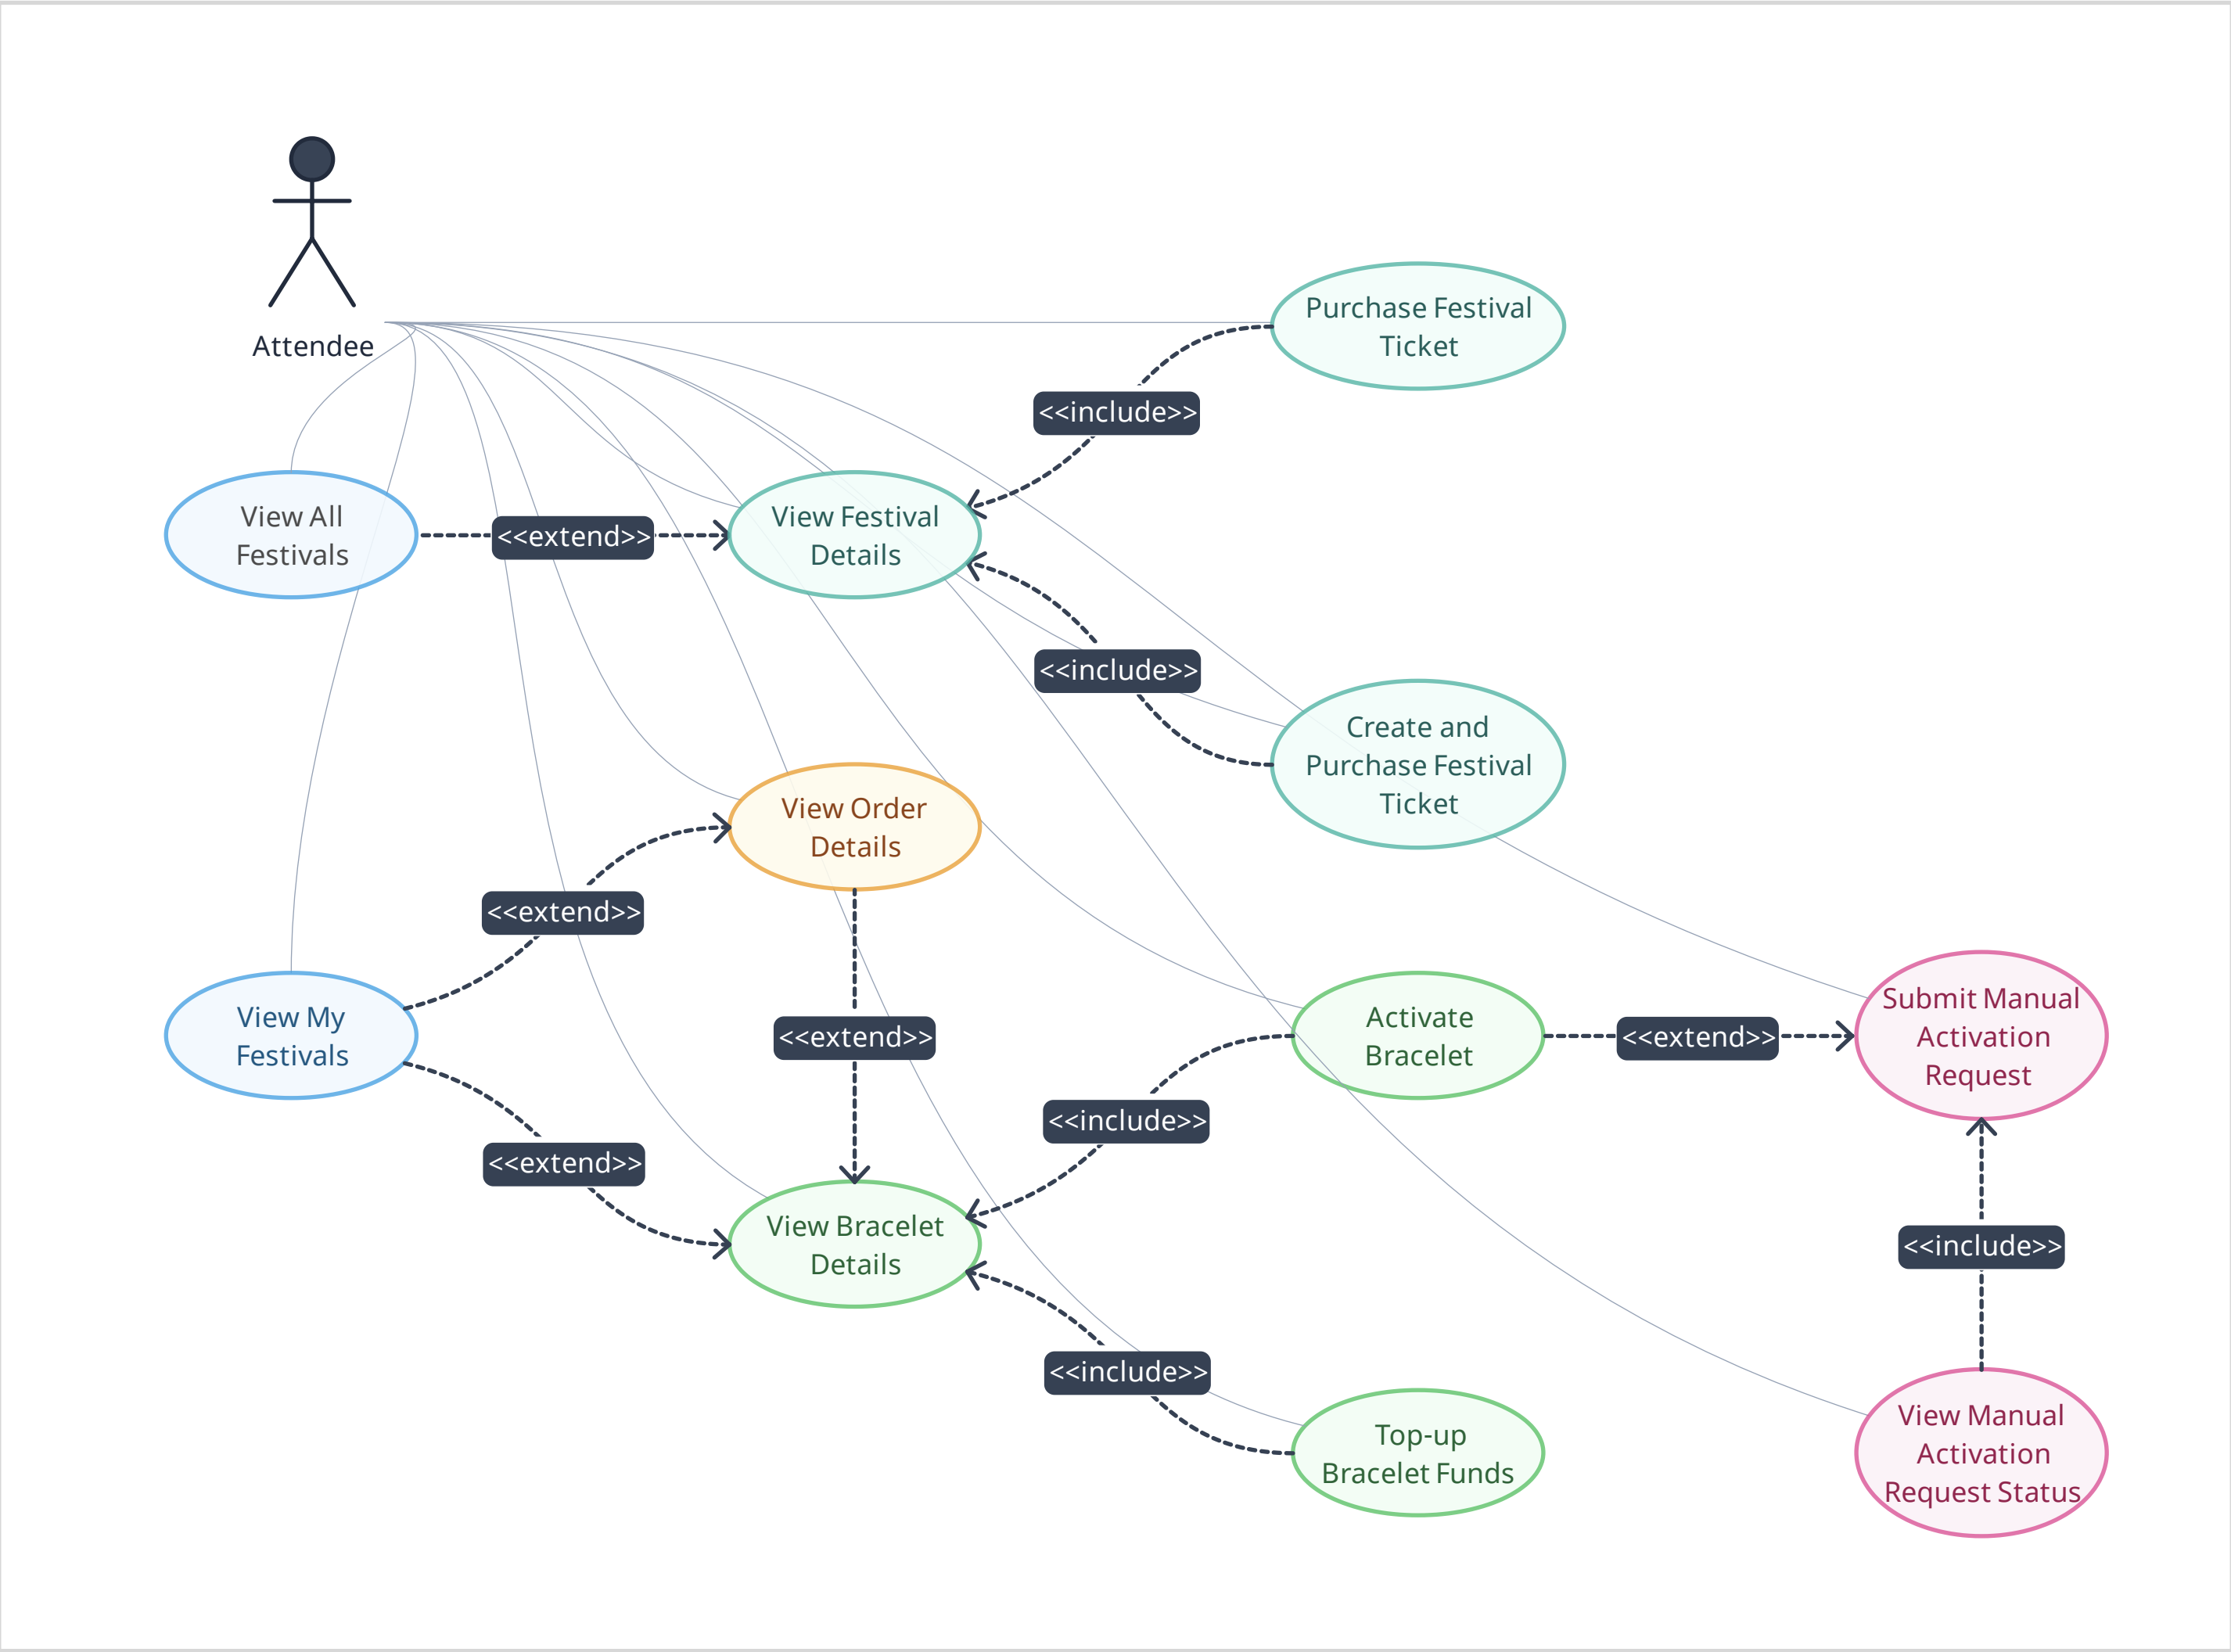 Attendee
Purchase Festival
Ticket
<<include>>
View All
Festivals
<<extend>>
View Festival
Details
<<include>>
Create and
Purchase Festival
Ticket
View Order
Details
<<extend>>
View My
Festivals
<<extend>>
Activate
Bracelet
<<extend>>
Submit Manual
Activation
Request
<<include>>
<<extend>>
View Bracelet
Details
<<include>>
<<include>>
Top-up
Bracelet Funds
View Manual
Activation
Request Status